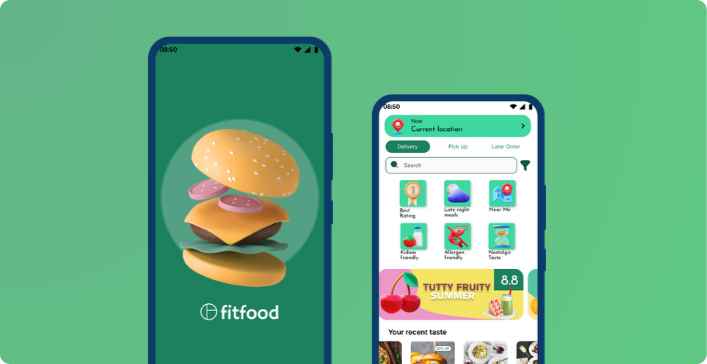 08:50
fitfood
08:50
Now
Current location
Delivery
Pick Up
Later Order
Search
Best
Rating
Late night
meals
Near Me
Kidney
Friendly
Allergen
Friendly
Nostalgic
Taste
TUTTY FRUITY
SUMMER
8.8
Your recent taste